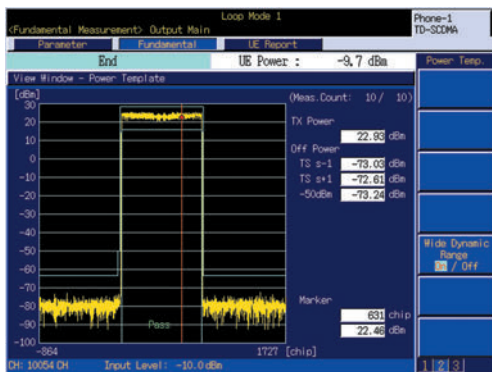 Loop Mode 1
<Fundamental Measurement> Output Main
Phone-1
TD-SCDMA
Parameter
Fundamental
UE Report
End
UE Power : -9.7 dBm
Power Temp.
View Window - Power Template
[dBm]
(Meas.Count: 10/ 10)
30
20
10
0
-10
-20
-30
-40
-50
-60
-70
-80
-90
-100
TX Power
22.93 dBm
Off Power
TS s-1 -73.03 dBm
TS s+1 -72.61 dBm
-50dBm -73.24 dBm
Wide Dynamic
Range
On / Off
Marker
631 chip
22.46 dBm
Pass
-864
1727 [chip]
CH: 10054 CH
Input Level: -10.0 dBm
1 2 3